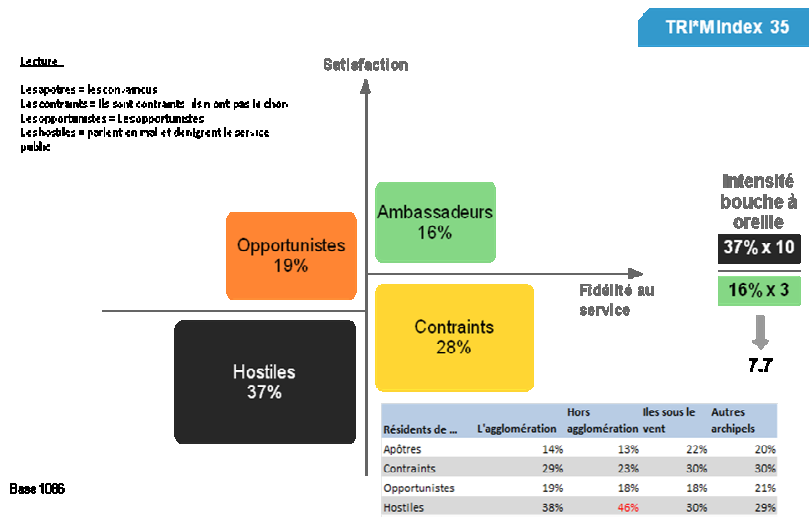 TRI*M Index 35
Lecture
Les apotres = les convaincus
Les contraints = Ils sont contraints ils n ont pas le choix
Les opportunistes = Les opportunistes
Les hostiles = parlent en mal et denigrent le service
public
Satisfaction
Ambassadeurs
16%
Opportunistes
19%
Fidélité au
service
Contraints
28%
Hostiles
37%
Intensité
bouche à
oreille
37% x 10
16% x 3
7.7
Résidents de ... L'agglomération Hors agglomération Iles sous le vent Autres archipels
Apôtres 14% 13% 22% 20%
Contraints 29% 23% 30% 30%
Opportunistes 19% 18% 18% 21%
Hostiles 38% 46% 30% 29%
Base 1086